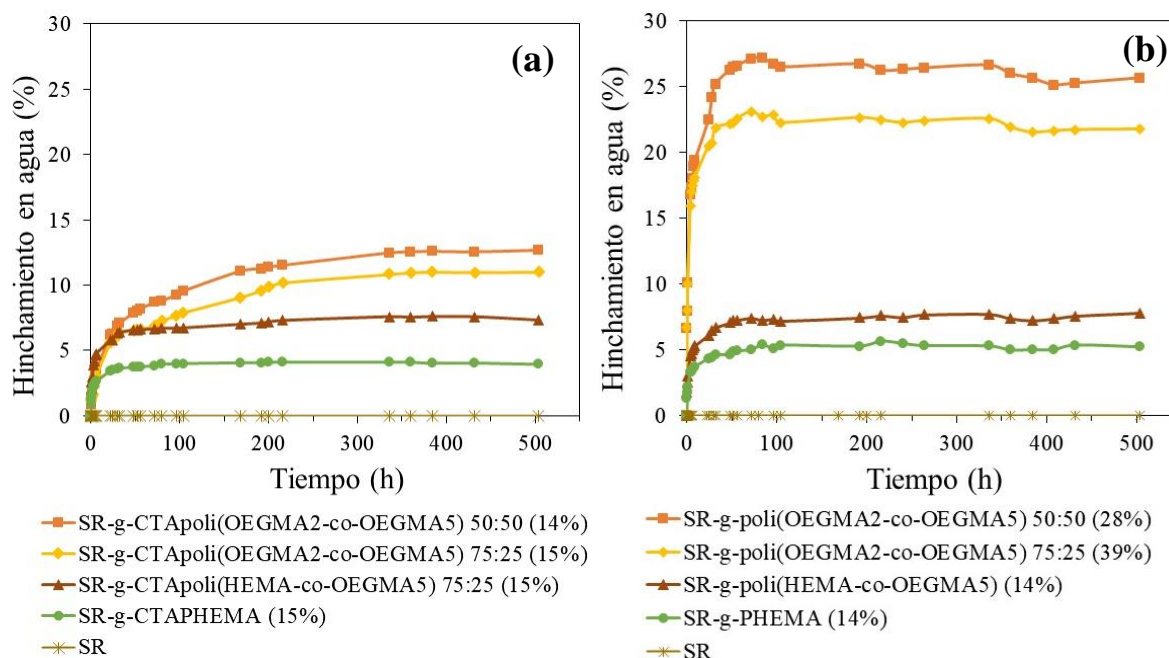 (a)
Hinchamiento en agua (%)
30
25
20
15
10
5
0
0 100 200 300 400 500
Tiempo (h)
SR-g-CTApoli(OEGMA2-co-OEGMA5) 50:50 (14%)
SR-g-CTApoli(OEGMA2-co-OEGMA5) 75:25 (15%)
SR-g-CTApoli(HEMA-co-OEGMA5) 75:25 (15%)
SR-g-CTAPHEMA (15%)
SR
(b)
Hinchamiento en agua (%)
30
25
20
15
10
5
0
0 100 200 300 400 500
Tiempo (h)
SR-g-poli(OEGMA2-co-OEGMA5) 50:50 (28%)
SR-g-poli(OEGMA2-co-OEGMA5) 75:25 (39%)
SR-g-poli(HEMA-co-OEGMA5) (14%)
SR-g-PHEMA (14%)
SR